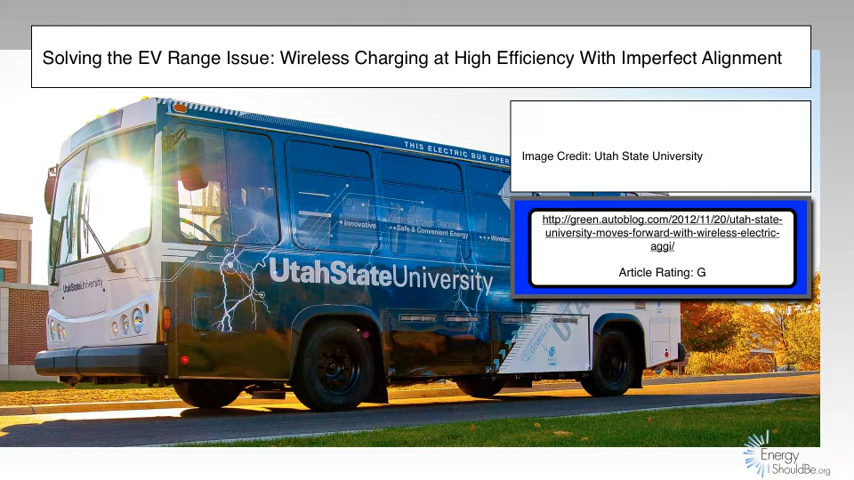 Solving the EV Range Issue: Wireless Charging at High Efficiency With Imperfect Alignment
Image Credit: Utah State University
http://green.autoblog.com/2012/11/20/utah-state-
university-moves-forward-with-wireless-electric-
aggi/
Article Rating: G
THIS ELECTRIC BUS OPER
Innovative
Safe & Convenient Energy
Wireless
UtahStateUniversity
UtahStateUniversity
UTA
Energy
ShouldBe.org